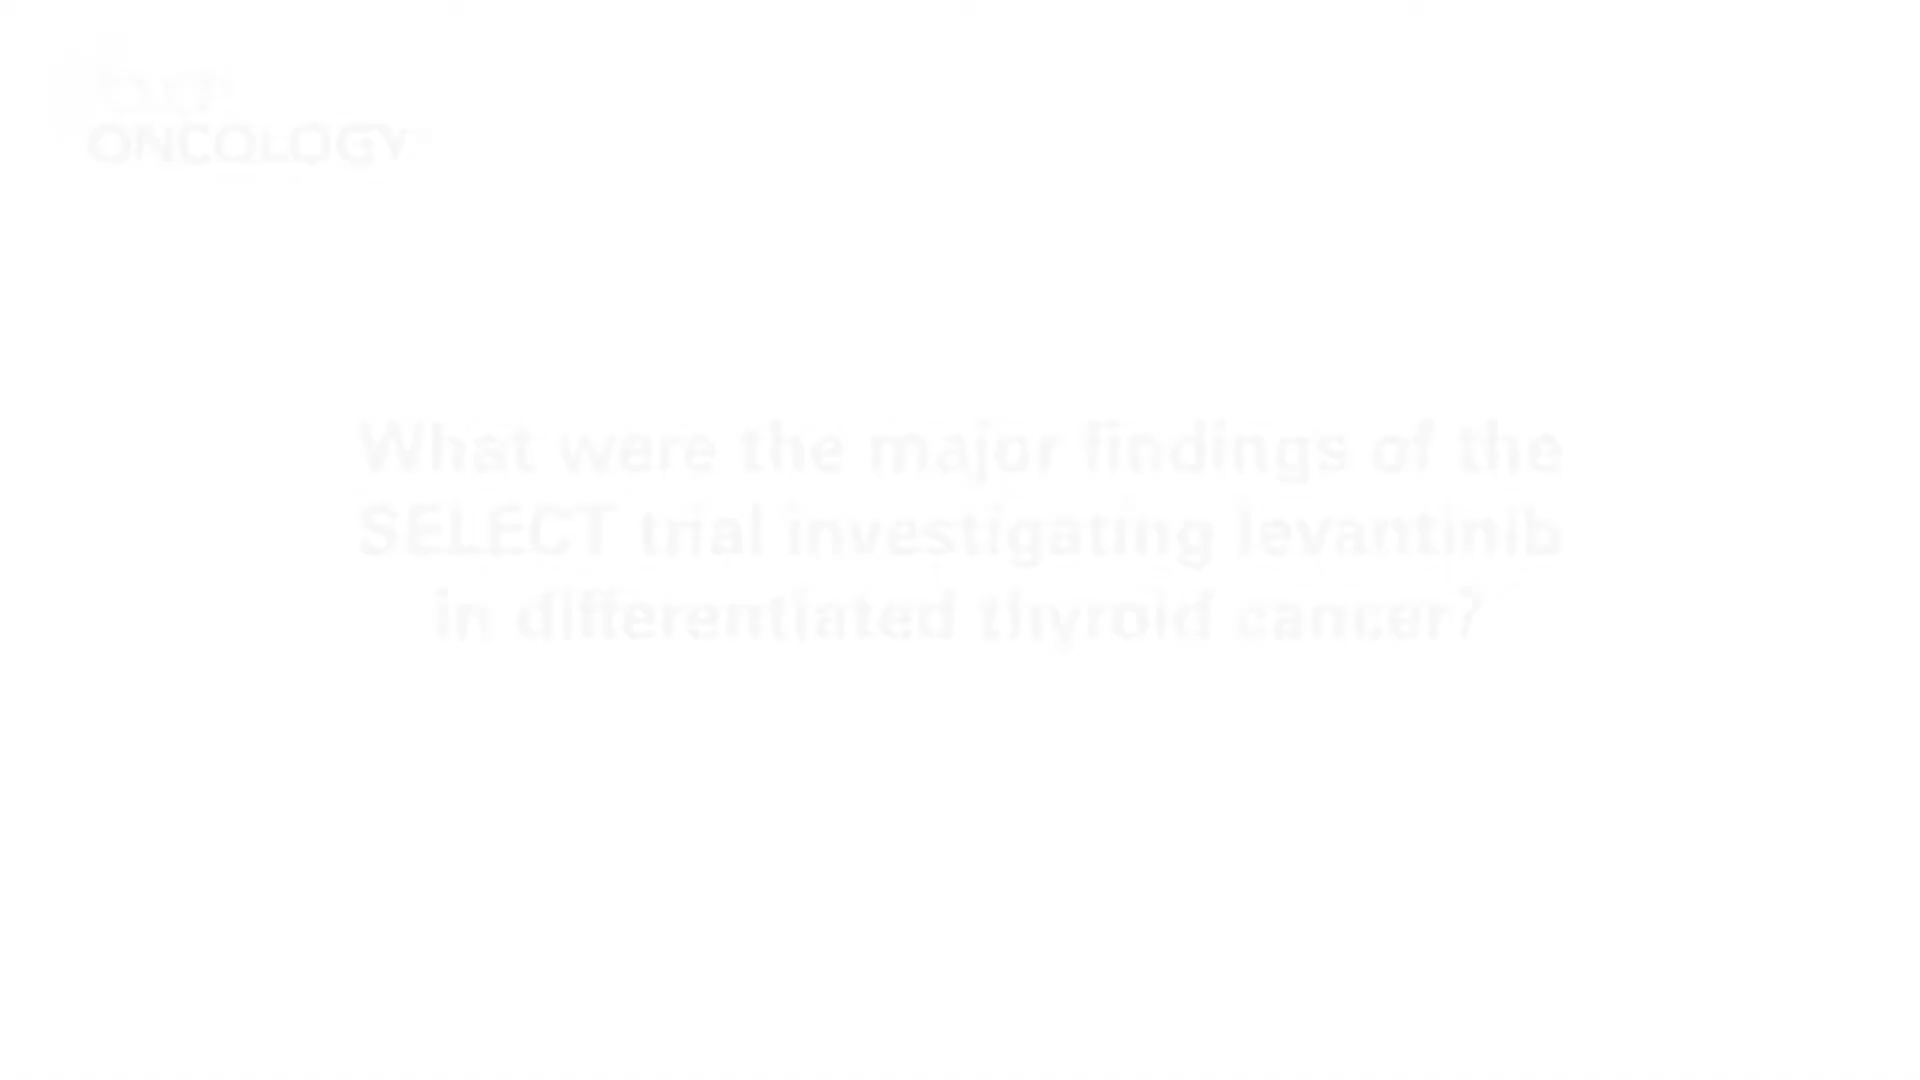 ONCOLOGY
What were the major findings of the
SELECT trial investigating levantinib
in differentiated thyroid cancer?